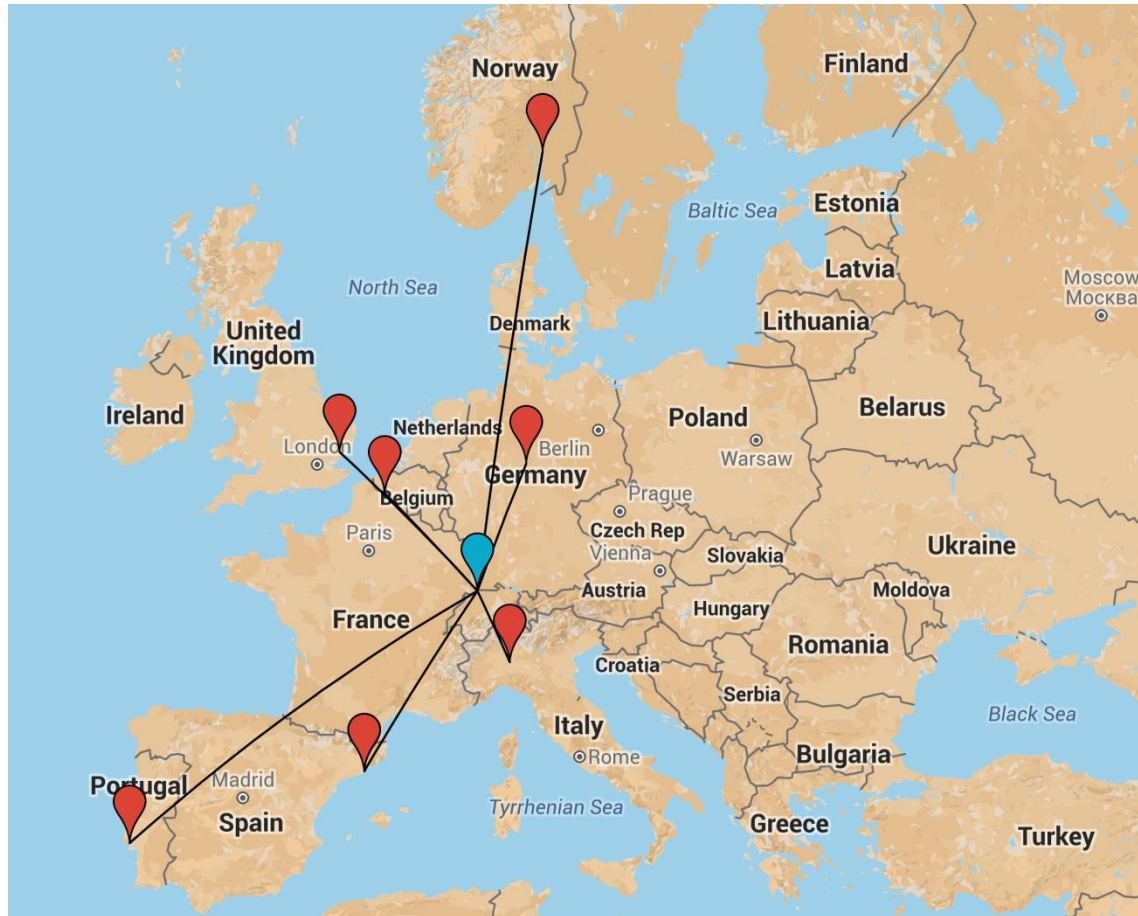 Norway
Finland
Baltic Sea
Estonia
Latvia
North Sea
Moscow
Москва
Denmark
Lithuania
United
Kingdom
Ireland
Netherlands
Poland
Belarus
London
Berlin
Warsaw
Germany
Belgium
Prague
Paris
Czech Rep
Vienna
Slovakia
Ukraine
Austria
Moldova
Hungary
France
Romania
Croatia
Serbia
Italy
Black Sea
Rome
Bulgaria
Portugal
Madrid
Tyrrhenian Sea
Spain
Greece
Turkey